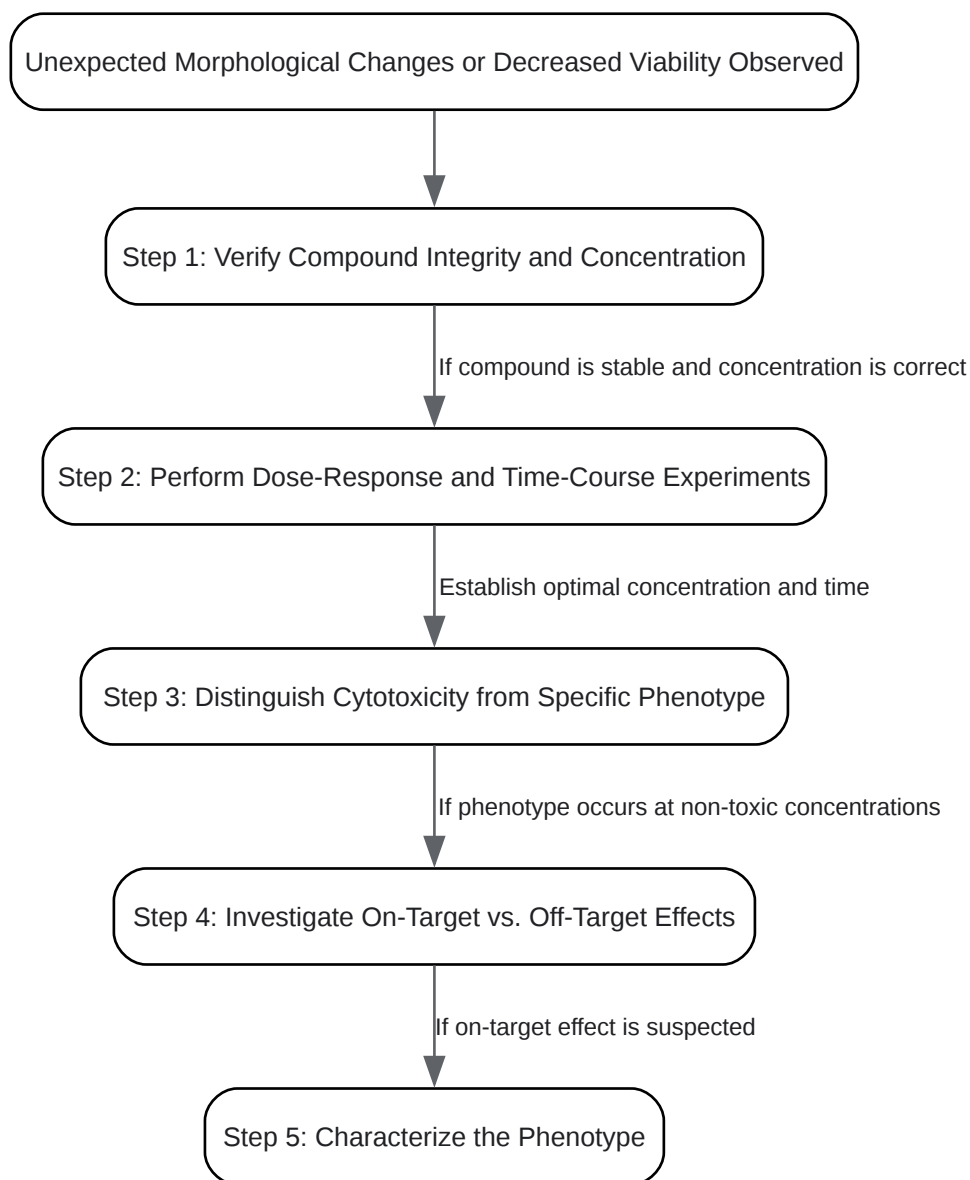 Unexpected Morphological Changes or Decreased Viability Observed
Step 1: Verify Compound Integrity and Concentration
If compound is stable and concentration is correct
Step 2: Perform Dose-Response and Time-Course Experiments
Establish optimal concentration and time
Step 3: Distinguish Cytotoxicity from Specific Phenotype
If phenotype occurs at non-toxic concentrations
Step 4: Investigate On-Target vs. Off-Target Effects
If on-target effect is suspected
Step 5: Characterize the Phenotype